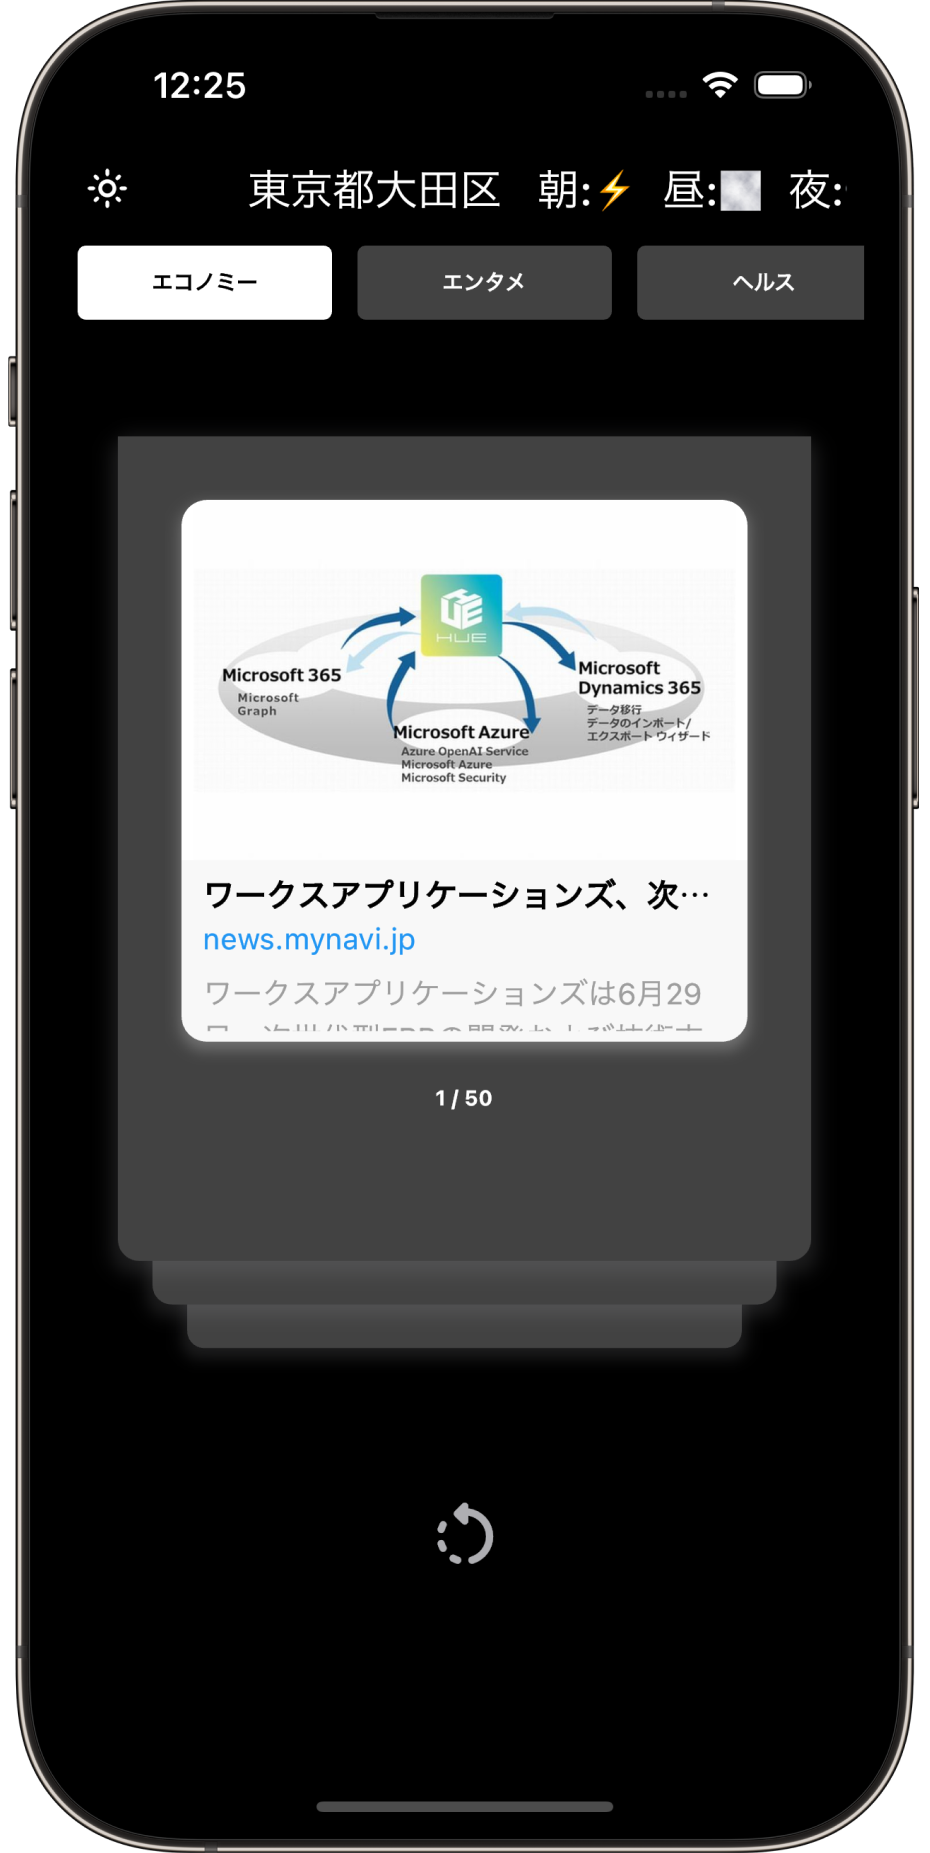 12:25
東京都大田区 朝:⚡ 昼: 夜:
エコノミー
エンタメ
ヘルス
HUE
Microsoft 365
Microsoft
Graph
Microsoft
Dynamics 365
データ移行
データのインポート/
エクスポート ウィザード
Microsoft Azure
Azure OpenAI Service
Microsoft Azure
Microsoft Security
ワークスアプリケーションズ、次…
news.mynavi.jp
ワークスアプリケーションズは6月29
1 / 50